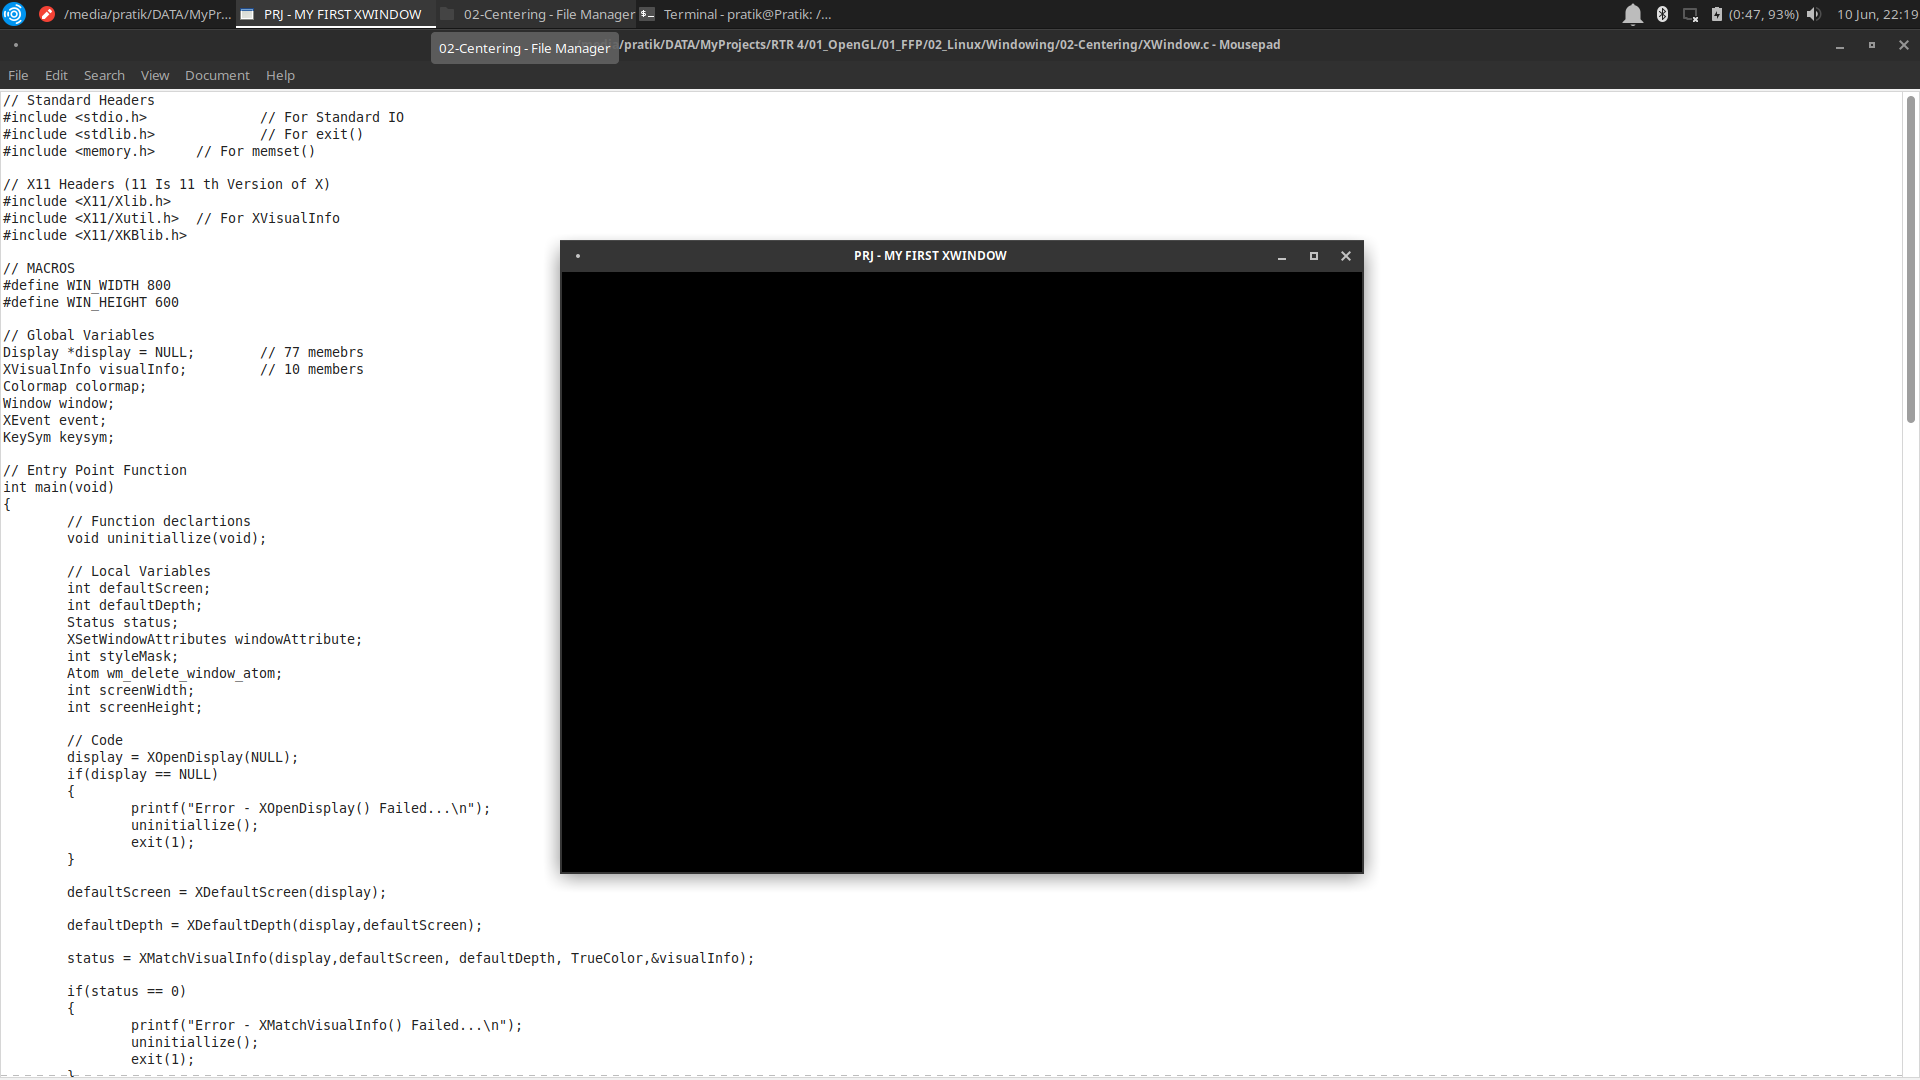 /media/pratik/DATA/MyPr... PRJ - MY FIRST XWINDOW 02-Centering - File Manager Terminal - pratik@Pratik: /... (0:47, 93%) 10 Jun, 22:19
02-Centering - File Manager /pratik/DATA/MyProjects/RTR 4/01_OpenGL/01_FFP/02_Linux/Windowing/02-Centering/XWindow.c - Mousepad
File Edit Search View Document Help
// Standard Headers
#include <stdio.h> // For Standard IO
#include <stdlib.h> // For exit()
#include <memory.h> // For memset()
// X11 Headers (11 Is 11 th Version of X)
#include <X11/Xlib.h>
#include <X11/Xutil.h> // For XVisualInfo
#include <X11/XKBlib.h>
// MACROS
#define WIN_WIDTH 800
#define WIN_HEIGHT 600
// Global Variables
Display *display = NULL; // 77 memebrs
XVisualInfo visualInfo; // 10 members
Colormap colormap;
Window window;
XEvent event;
KeySym keysym;
// Entry Point Function
int main(void)
{
// Function declartions
void uninitiallize(void);
// Local Variables
int defaultScreen;
int defaultDepth;
Status status;
XSetWindowAttributes windowAttribute;
int styleMask;
Atom wm_delete_window_atom;
int screenWidth;
int screenHeight;
// Code
display = XOpenDisplay(NULL);
if(display == NULL)
{
printf("Error - XOpenDisplay() Failed...\n");
uninitiallize();
exit(1);
}
defaultScreen = XDefaultScreen(display);
defaultDepth = XDefaultDepth(display,defaultScreen);
status = XMatchVisualInfo(display,defaultScreen, defaultDepth, TrueColor,&visualInfo);
if(status == 0)
{
printf("Error - XMatchVisualInfo() Failed...\n");
uninitiallize();
exit(1);
}
PRJ - MY FIRST XWINDOW